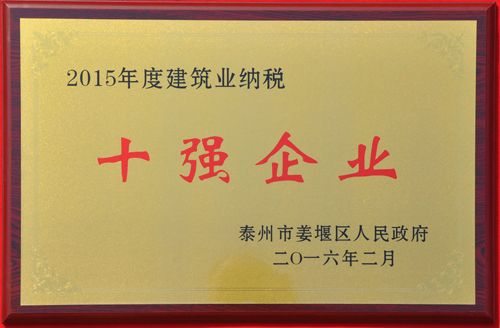 2015年度建筑业纳税
十强企业
泰州市姜堰区人民政府
二〇一六年二月